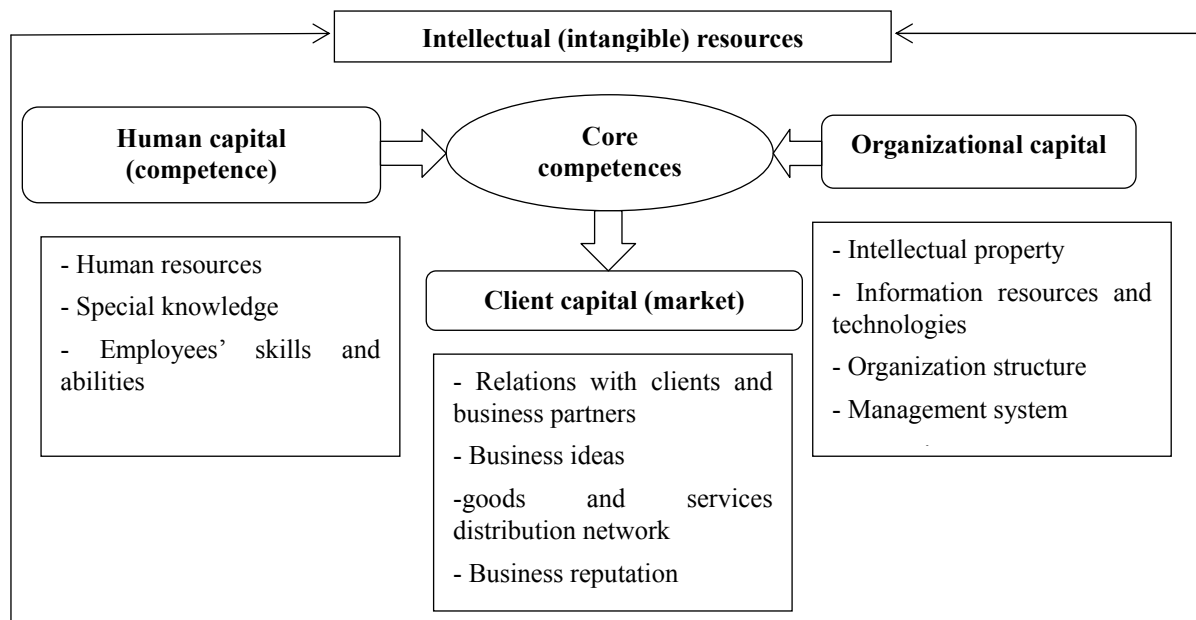 Intellectual (intangible) resources
Human capital
(competence)
Core
competences
Organizational capital
- Human resources
- Special knowledge
- Employees’ skills and
abilities
Client capital (market)
- Relations with clients and
business partners
- Business ideas
-goods and services
distribution network
- Business reputation
- Intellectual property
- Information resources and
technologies
- Organization structure
- Management system